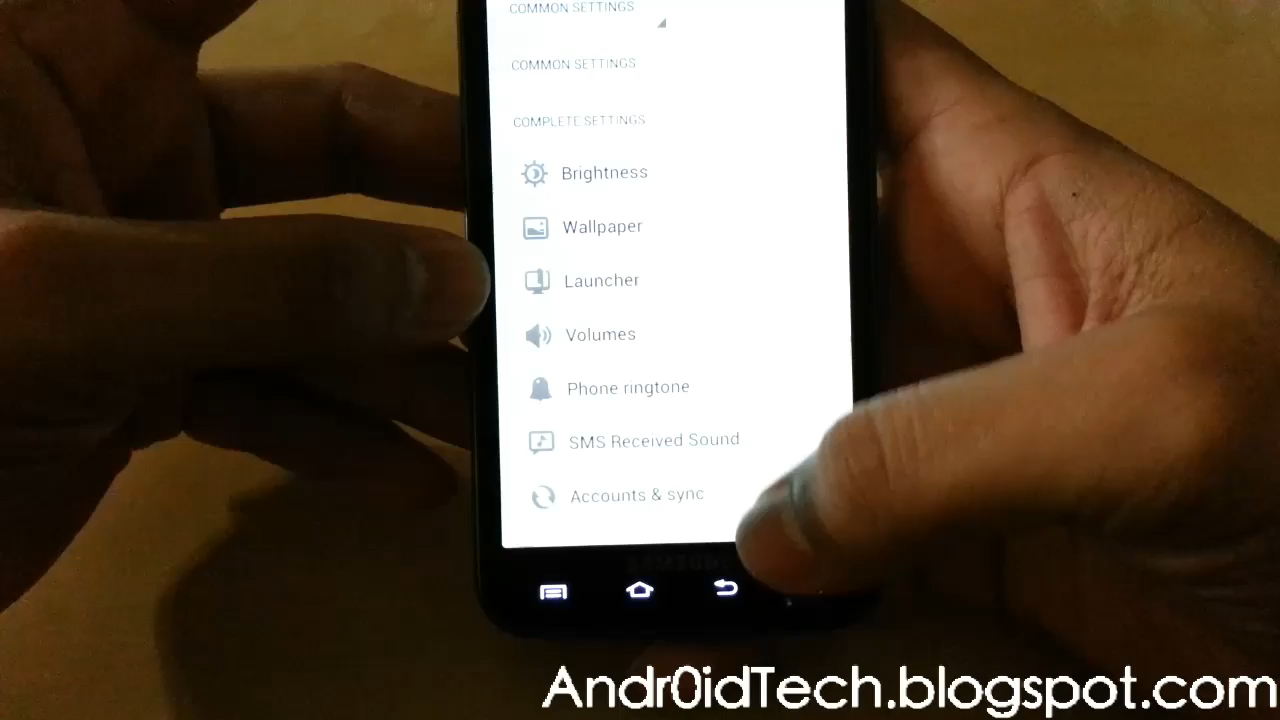 COMMON SETTINGS
COMMON SETTINGS
COMPLETE SETTINGS
Brightness
Wallpaper
Launcher
Volumes
Phone ringtone
SMS Received Sound
Accounts & sync
SAMSUNG
Andr0idTech.blogspot.com